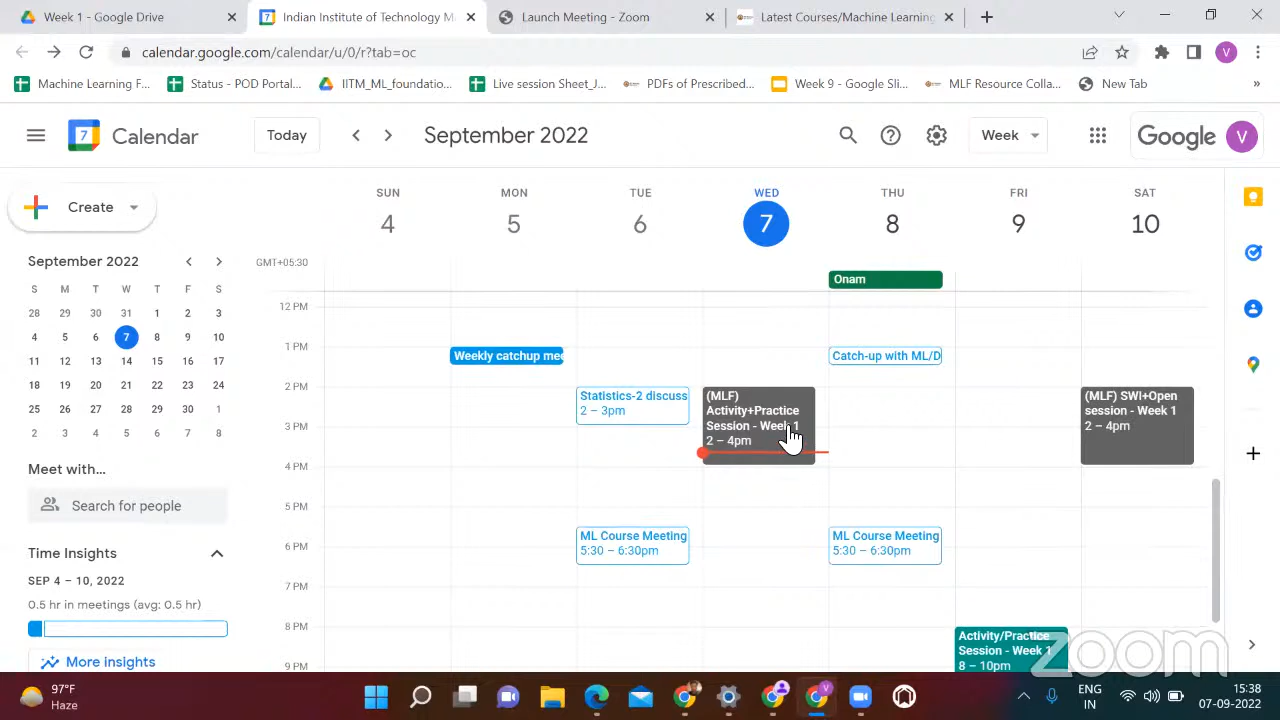 Week 1 - Google Drive
Indian Institute of Technology M
Launch Meeting - Zoom
Latest Courses/Machine Learning
calendar.google.com/calendar/u/0/r?tab=oc
V
Machine Learning F...
Status - POD Portal...
IITM_ML_foundatio...
Live session Sheet_J...
PDFs of Prescribed...
Week 9 - Google Sli...
MLF Resource Colla...
New Tab
»
7
Calendar
Today
September 2022
Week
Google
V
Create
SUN
MON
TUE
WED
THU
FRI
SAT
4
5
6
7
8
9
10
GMT+05:30
Onam
September 2022
S M T W T F S
28 29 30 31 1 2 3
4 5 6 7 8 9 10
11 12 13 14 15 16 17
18 19 20 21 22 23 24
25 26 27 28 29 30 1
2 3 4 5 6 7 8
Meet with...
Search for people
Time Insights
SEP 4 – 10, 2022
0.5 hr in meetings (avg: 0.5 hr)
More insights
12 PM
1 PM
2 PM
3 PM
4 PM
5 PM
6 PM
7 PM
8 PM
9 PM
Weekly catchup mee
Statistics-2 discuss
2 – 3pm
ML Course Meeting
5:30 – 6:30pm
(MLF)
Activity+Practice
Session - Week 1
2 – 4pm
Catch-up with ML/D
ML Course Meeting
5:30 – 6:30pm
Activity/Practice
Session - Week 1
8 – 10pm
(MLF) SWI+Open
session - Week 1
2 – 4pm
zoom
97°F
Haze
ENG
IN
15:38
07-09-2022